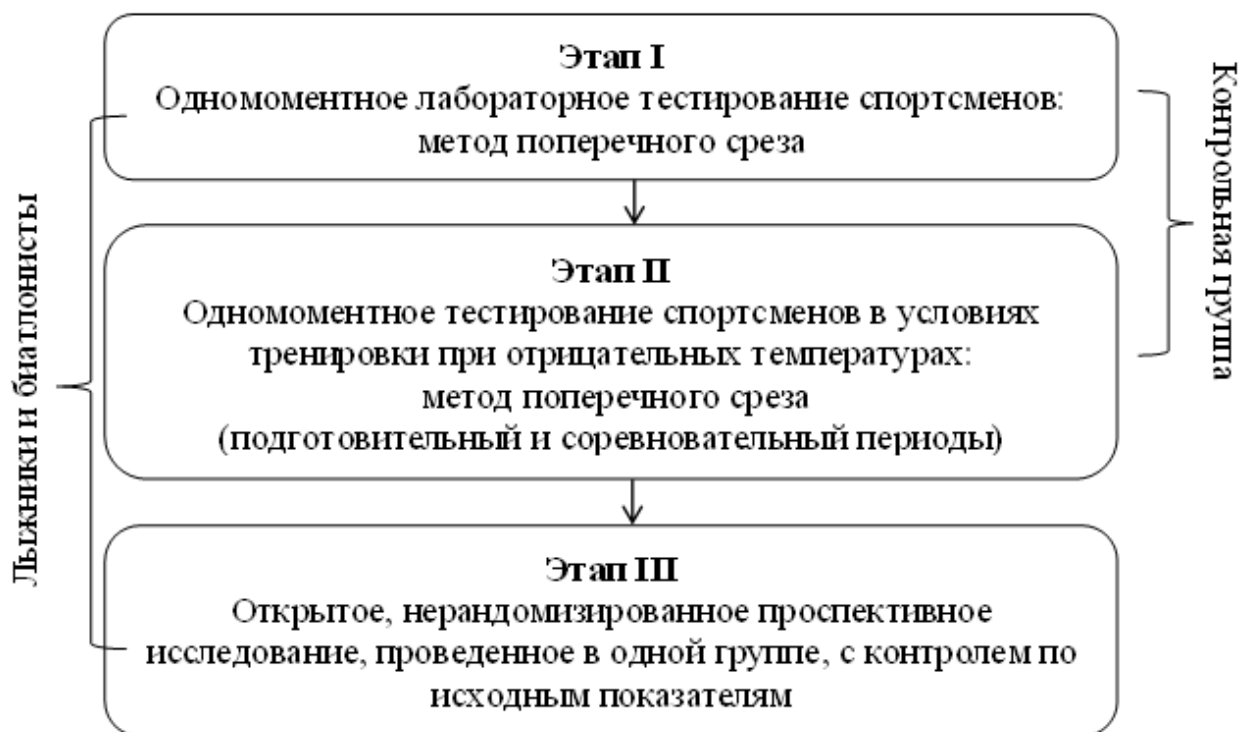 Этап I
Одномоментное лабораторное тестирование спортсменов:
метод поперечного среза
Этап II
Одномоментное тестирование спортсменов в условиях
тренировки при отрицательных температурах:
метод поперечного среза
(подготовительный и соревновательный периоды)
Этап III
Открытое, нерандомизированное проспективное
исследование, проведенное в одной группе, с контролем по
исходным показателям
Лыжники и биатлонисты
Контрольная группа